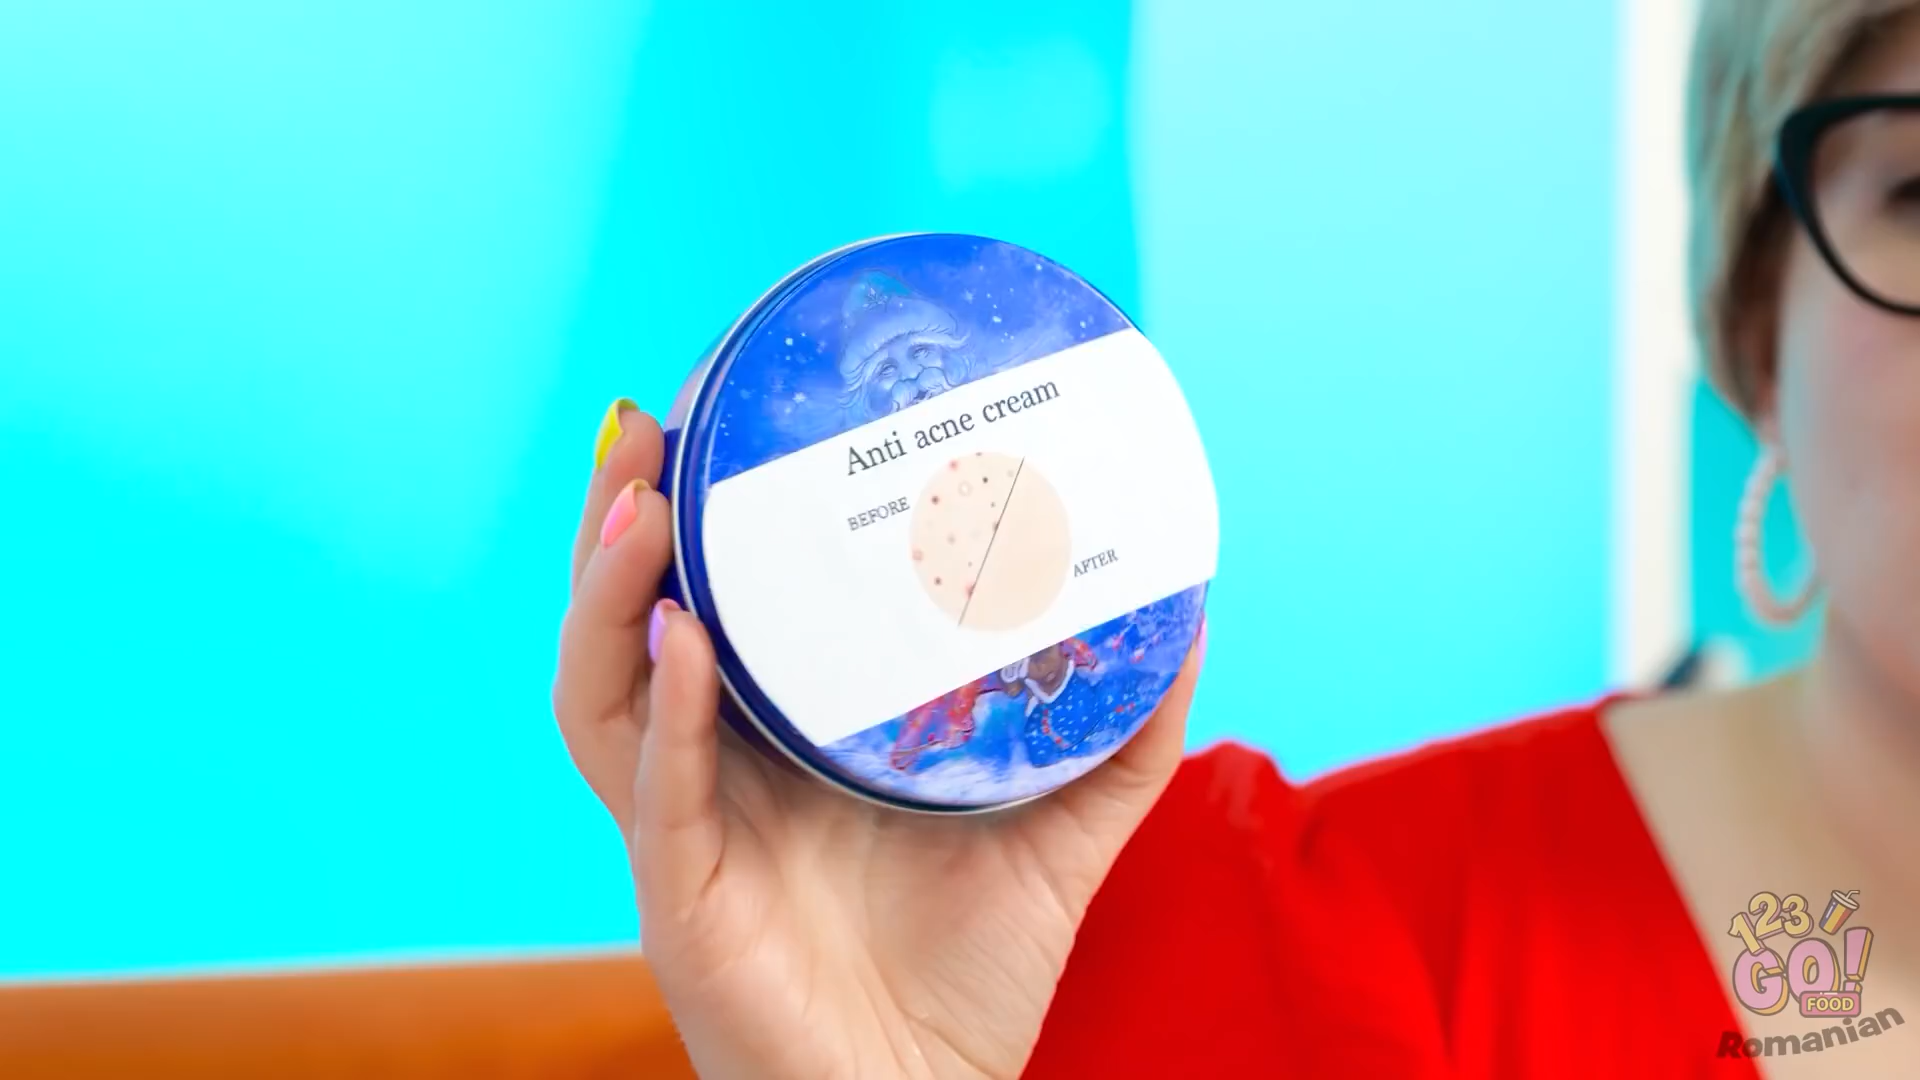 Anti acne cream
BEFORE
AFTER
123
GO!
FOOD
Romanian